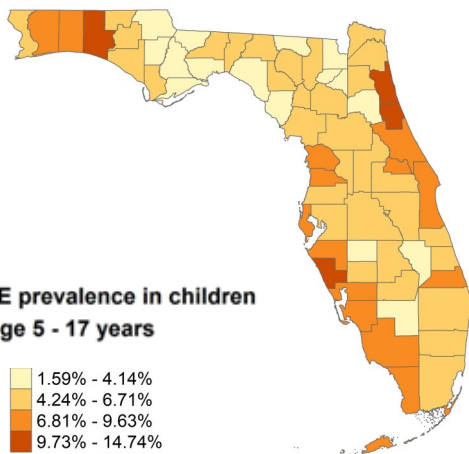 E prevalence in children
ge 5 - 17 years
1.59% - 4.14%
4.24% - 6.71%
6.81% - 9.63%
9.73% - 14.74%